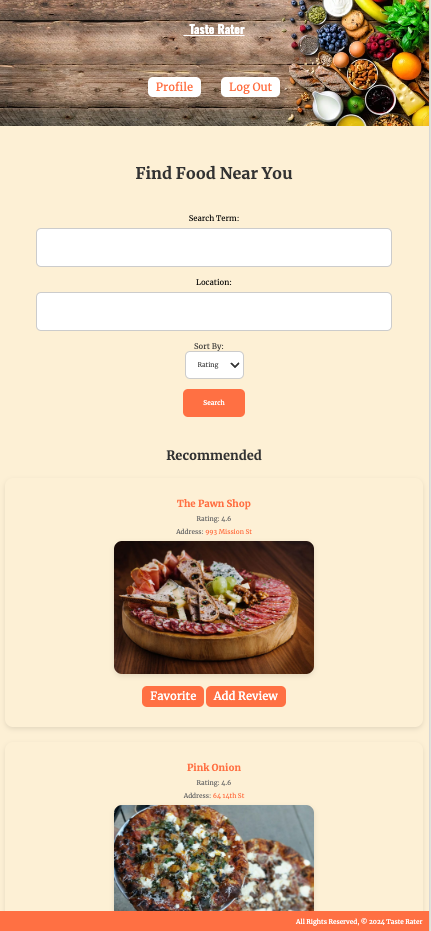 Taste Rater
Profile Log Out
Find Food Near You
Search Term:
Location:
Sort By:
Rating
Search
Recommended
The Pawn Shop
Rating: 4.6
Address: 993 Mission St
Favorite Add Review
Pink Onion
Rating: 4.6
Address: 64 14th St
All Rights Reserved, © 2024 Taste Rater